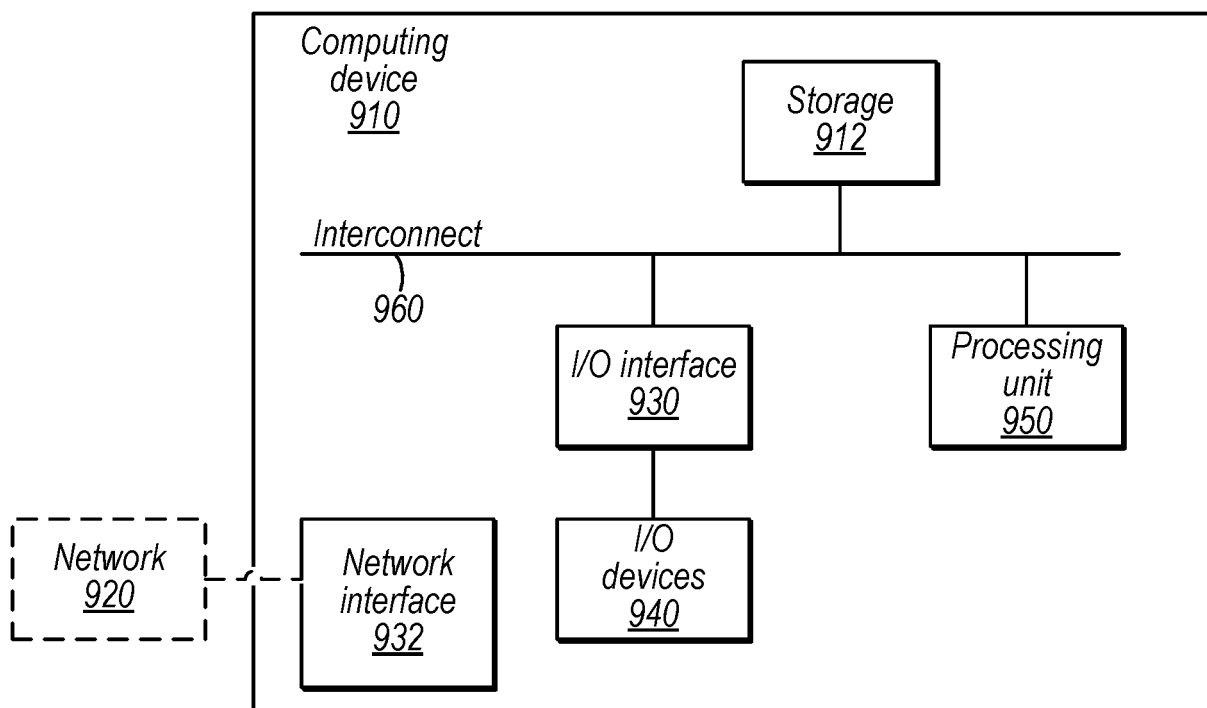 Computing
device
910
Storage
912
Interconnect
960
I/O interface
930
Processing
unit
950
Network
920
Network
interface
932
I/O
devices
940